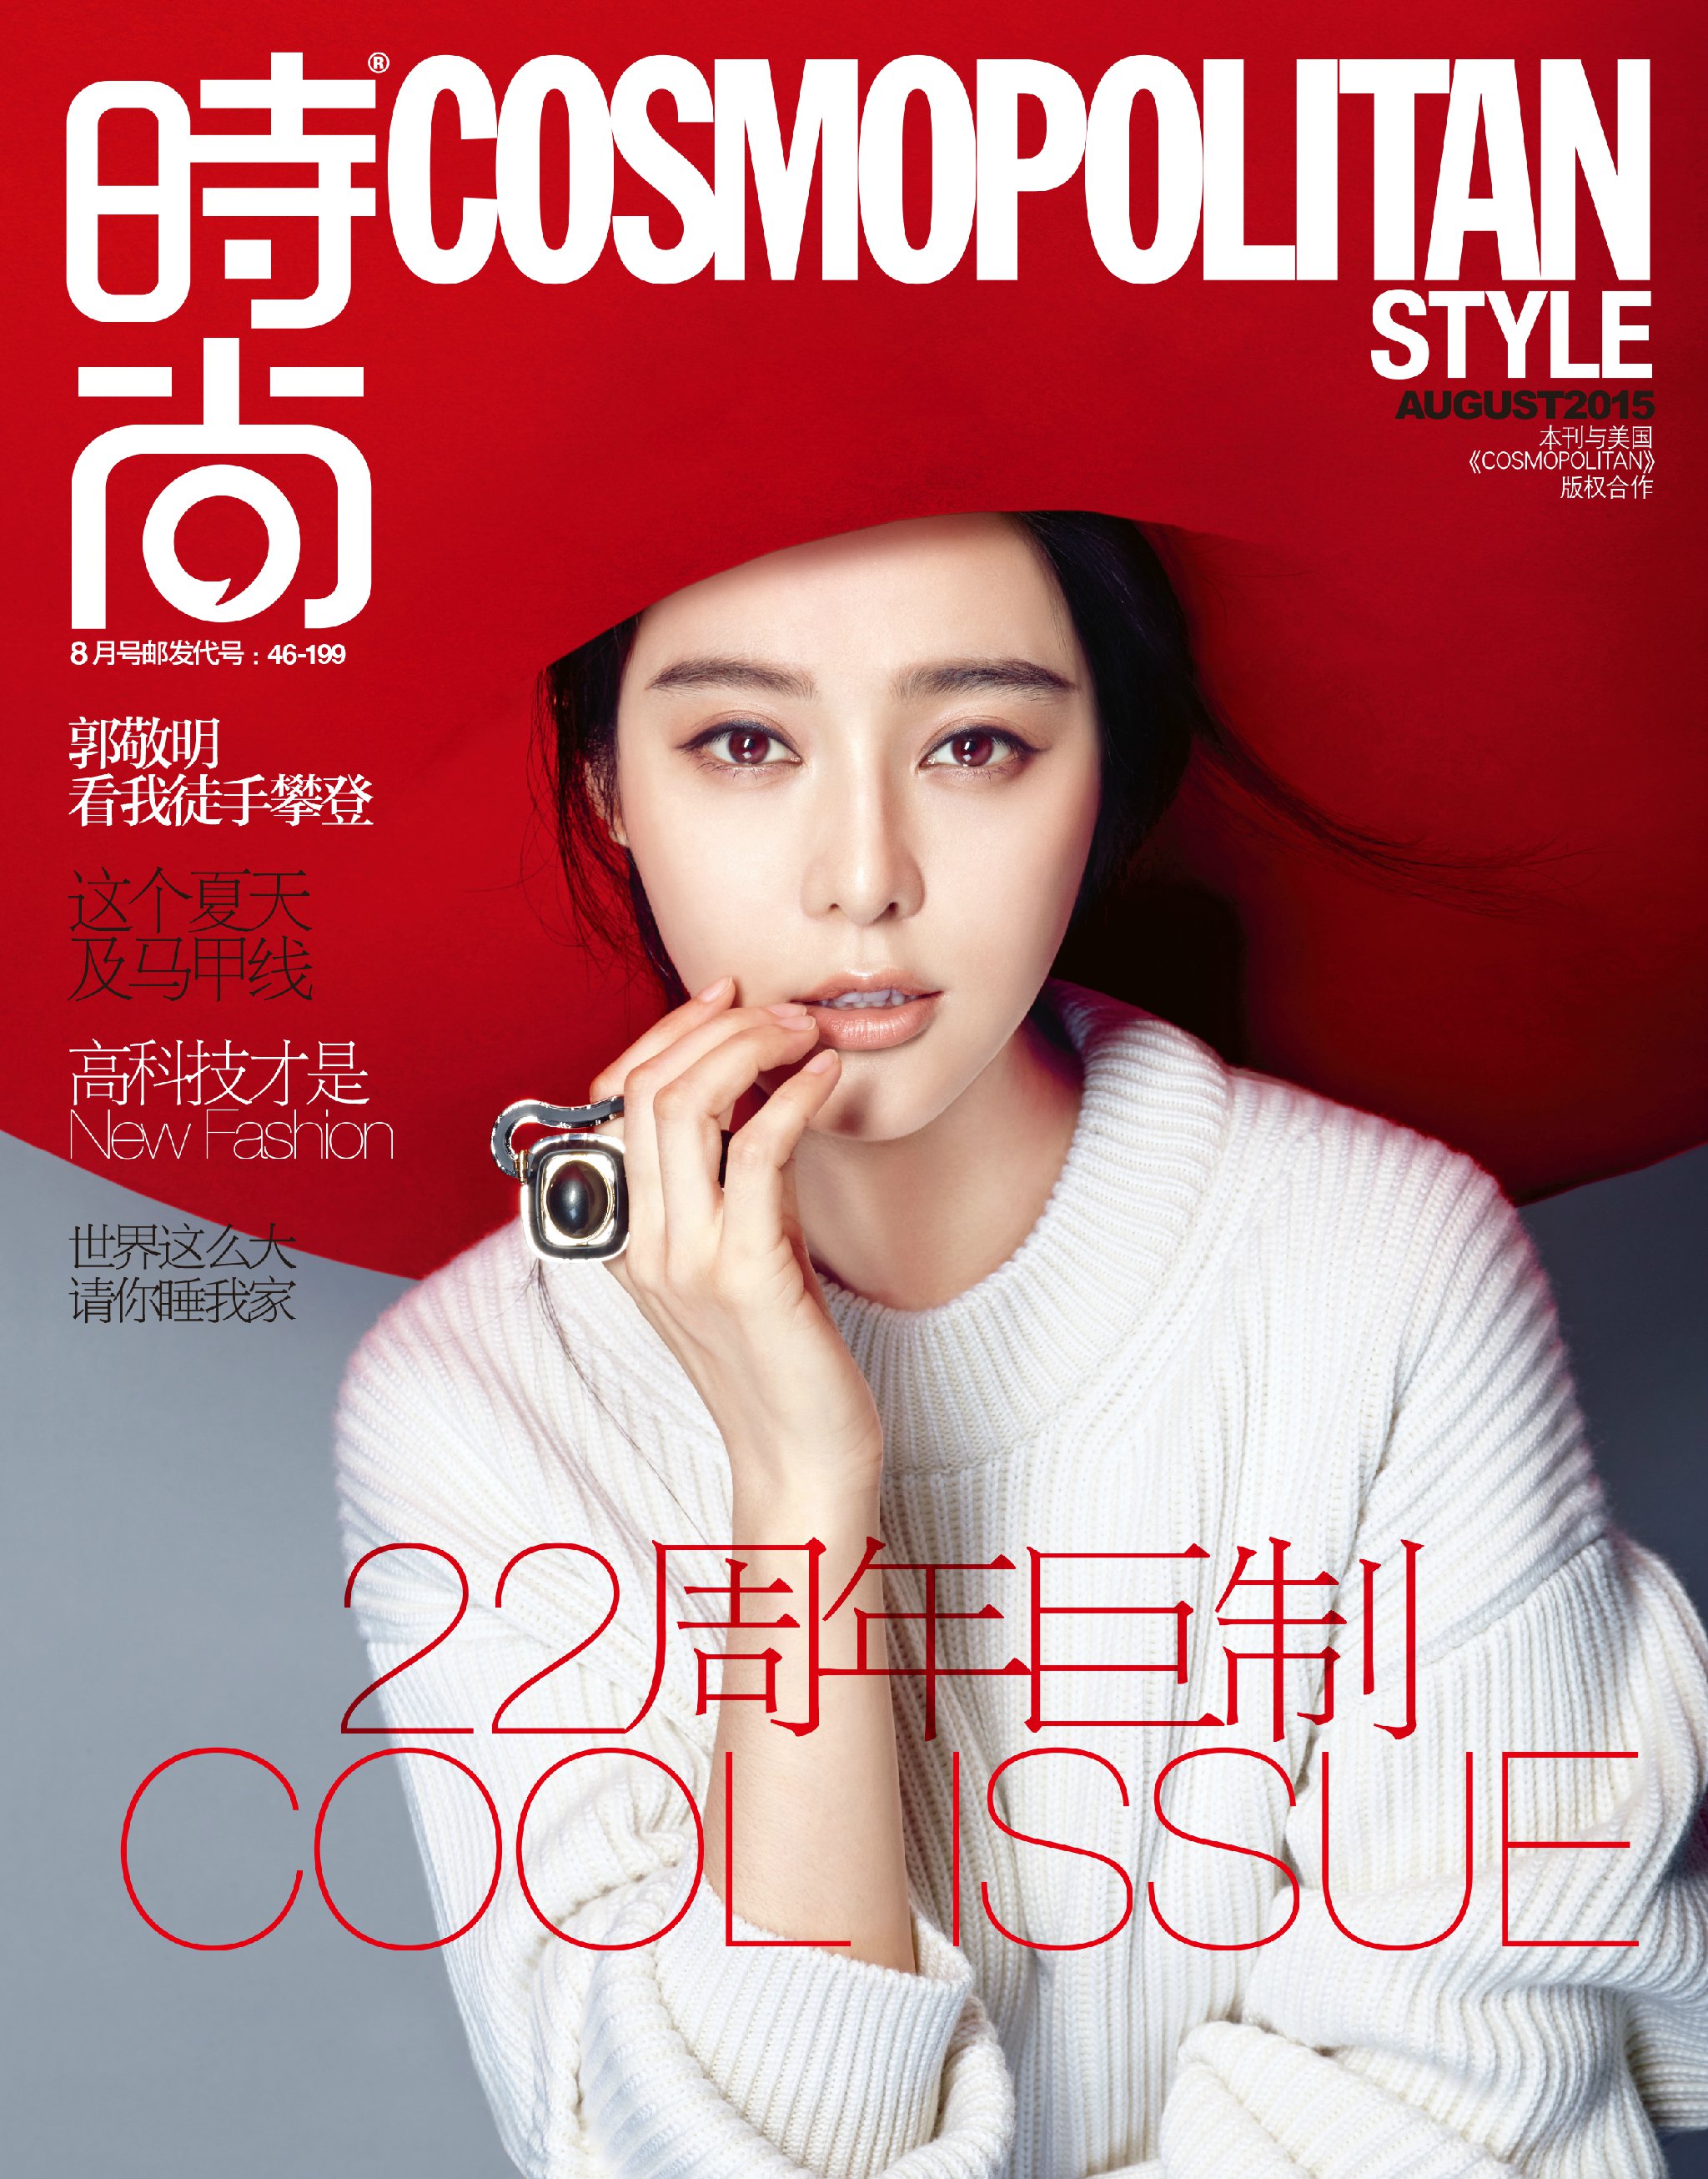 時尚®COSMOPOLITAN
STYLE
AUGUST2015
本刊与美国
《COSMOPOLITAN》
版权合作
8月号邮发代号：46-199
郭敬明
看我徒手攀登
这个夏天
及马甲线
高科技才是
New Fashion
世界这么大
请你睡我家
22周年巨制
COOL ISSUE